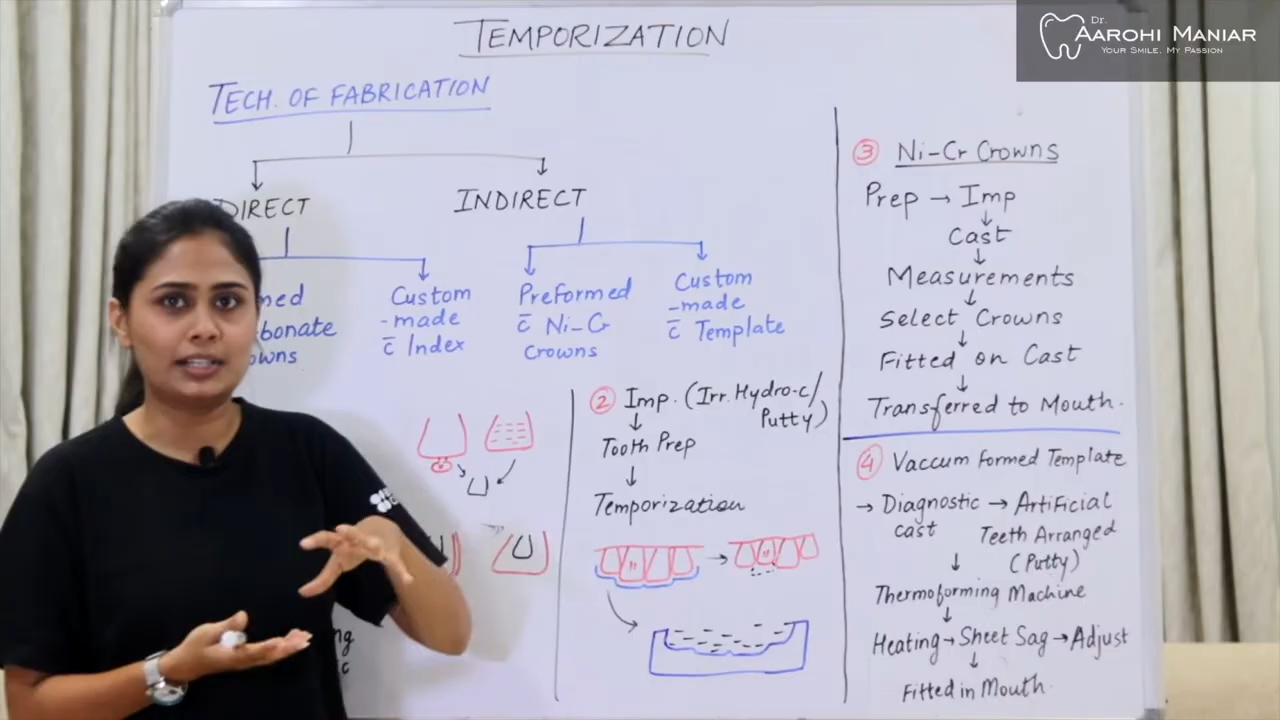 TEMPORIZATION
Dr.
AAROHI MANIAR
YOUR SMILE, MY PASSION
TECH. OF FABRICATION
DIRECT
INDIRECT
Custom
-made
c̄ Index
Preformed
c̄ Ni-Cr
Crowns
Custom
-made
c̄ Template
② Imp. (Irr. Hydro-c/
Putty)
Tooth Prep
Temporization
③ Ni-Cr Crowns
Prep → Imp
Cast
Measurements
Select Crowns
Fitted on Cast
Transferred to Mouth.
④ Vaccum formed Template
→ Diagnostic → Artificial
cast Teeth Arranged
(Putty)
Thermoforming Machine
Heating → Sheet Sag → Adjust
Fitted in Mouth.